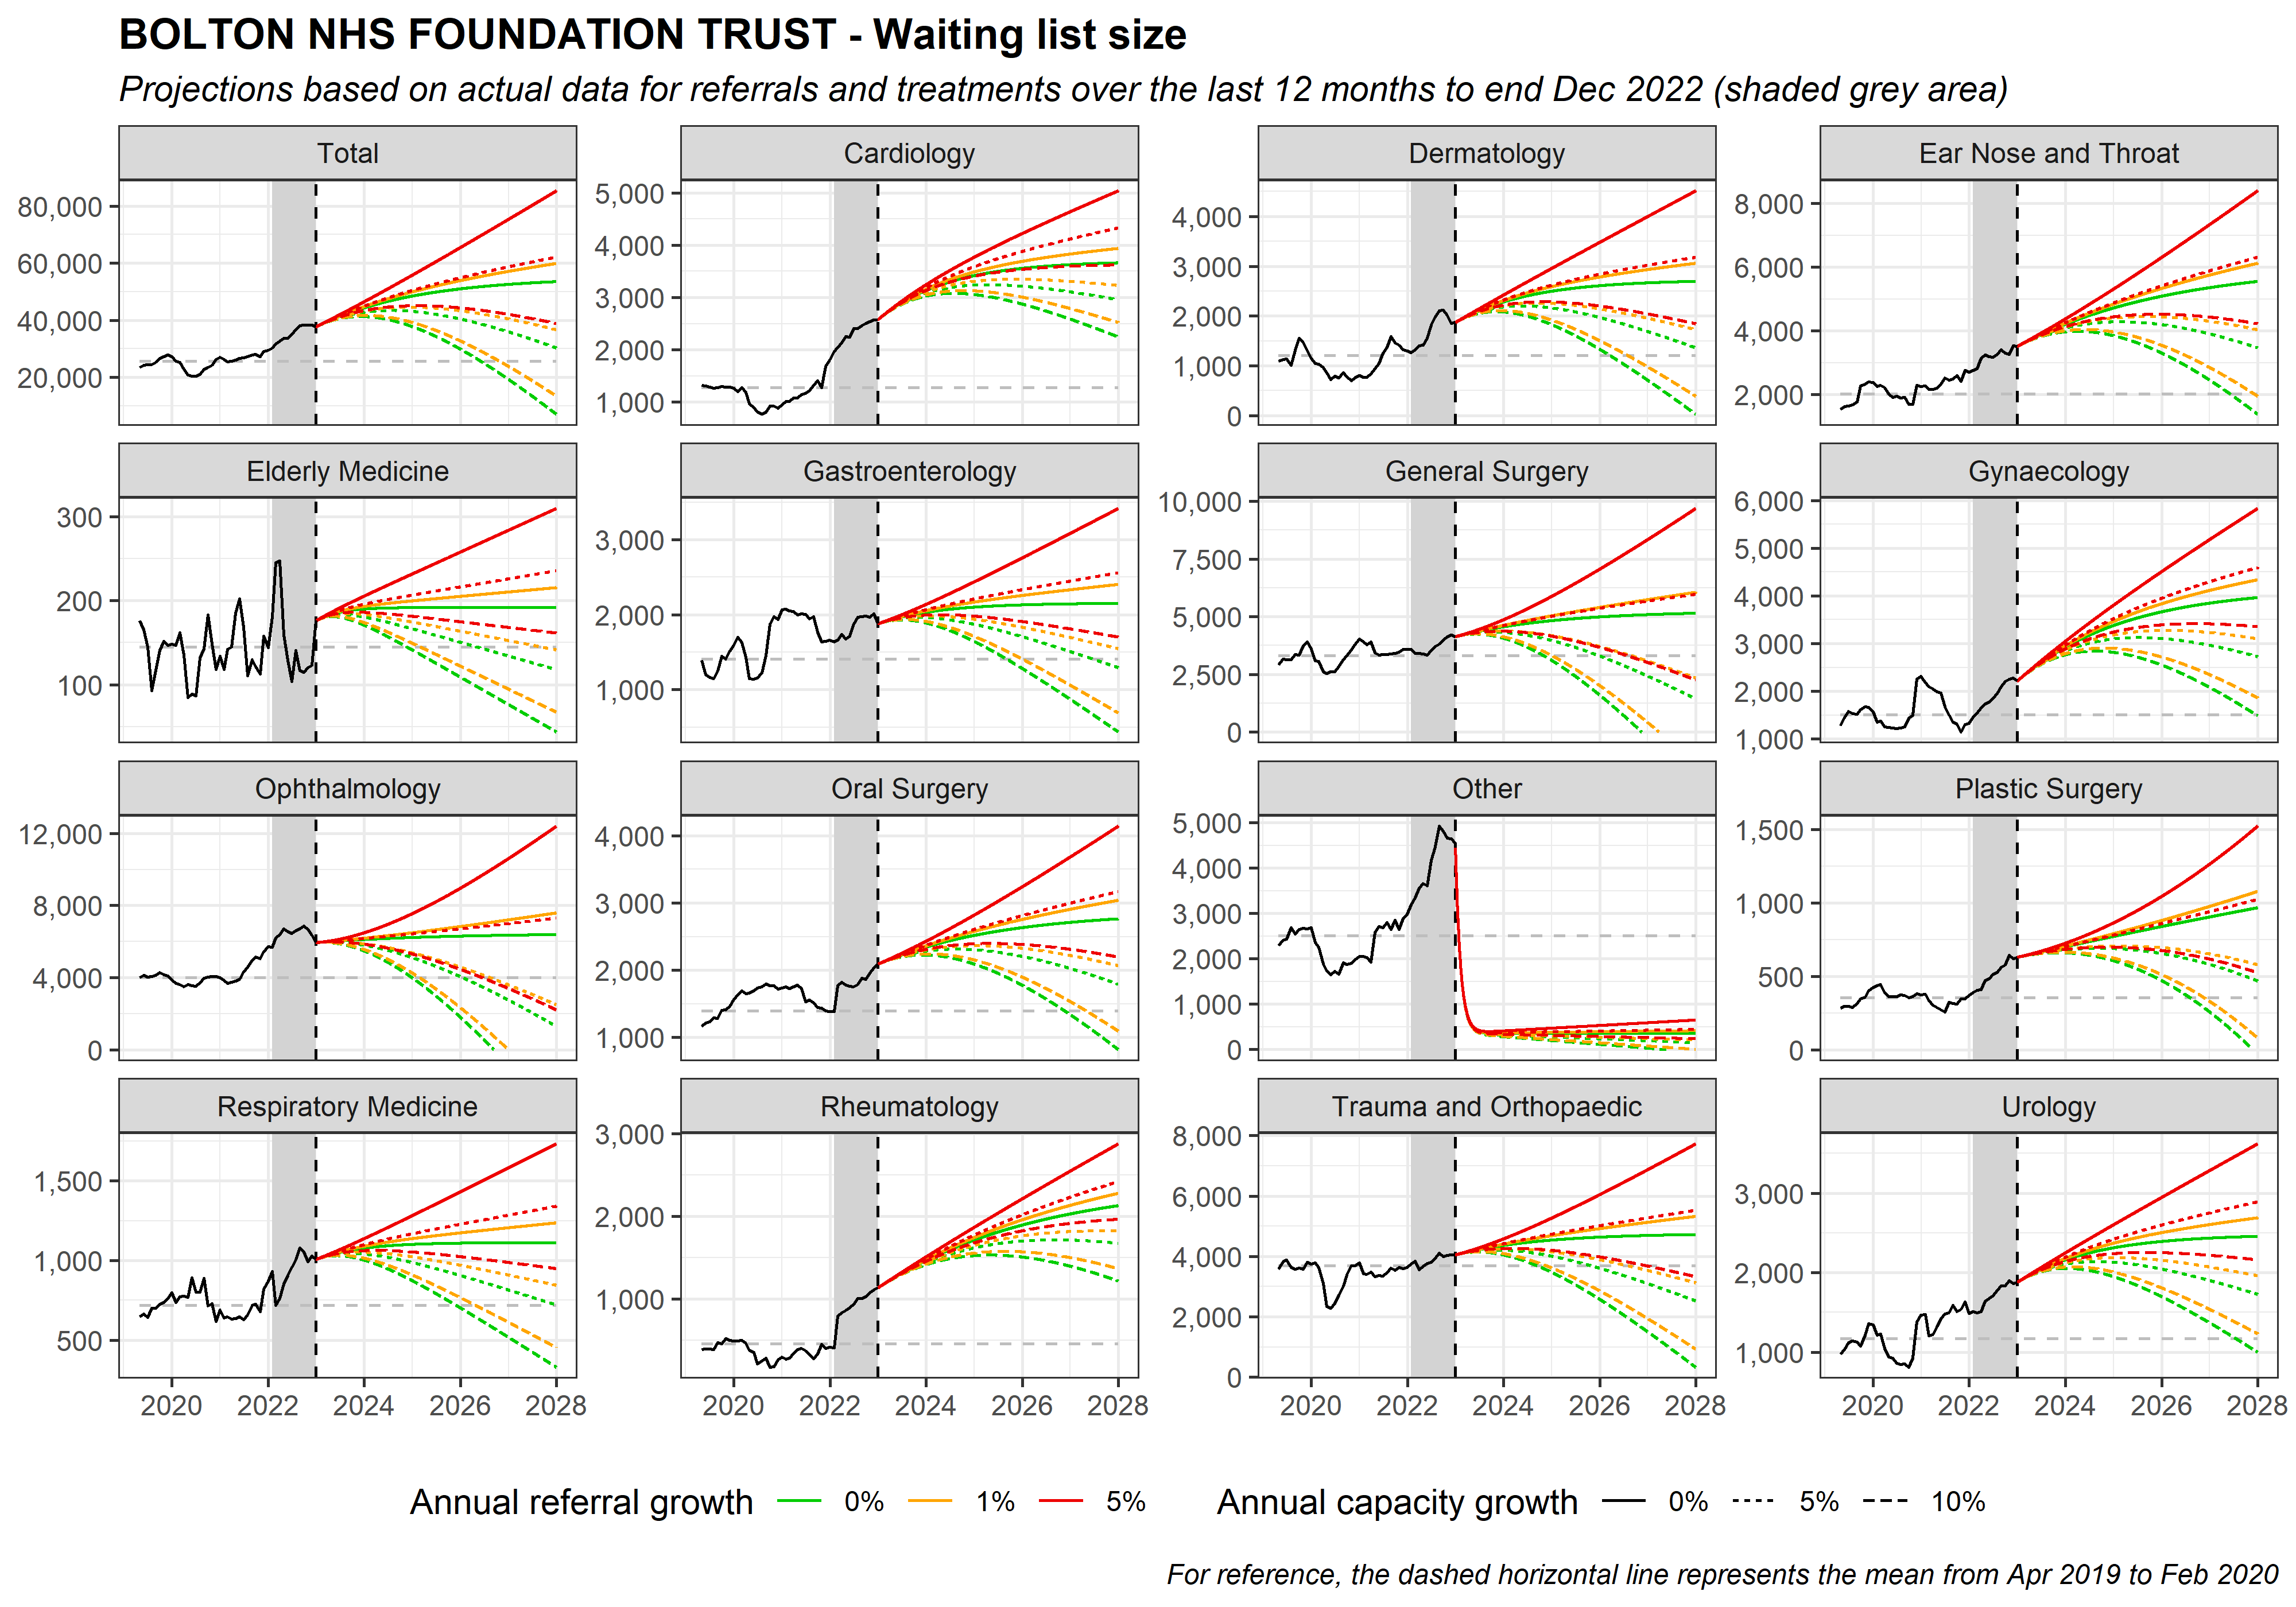 BOLTON NHS FOUNDATION TRUST - Waiting list size
Projections based on actual data for referrals and treatments over the last 12 months to end Dec 2022 (shaded grey area)
Total
80,000
60,000
40,000
20,000
Cardiology
5,000
4,000
3,000
2,000
1,000
Dermatology
4,000
3,000
2,000
1,000
0
Ear Nose and Throat
8,000
6,000
4,000
2,000
Elderly Medicine
300
200
100
Gastroenterology
3,000
2,000
1,000
General Surgery
10,000
7,500
5,000
2,500
0
Gynaecology
6,000
5,000
4,000
3,000
2,000
1,000
Ophthalmology
12,000
8,000
4,000
0
Oral Surgery
4,000
3,000
2,000
1,000
Other
5,000
4,000
3,000
2,000
1,000
0
Plastic Surgery
1,500
1,000
500
0
Respiratory Medicine
1,500
1,000
500
2020 2022 2024 2026 2028
Rheumatology
3,000
2,000
1,000
2020 2022 2024 2026 2028
Trauma and Orthopaedic
8,000
6,000
4,000
2,000
0
2020 2022 2024 2026 2028
Urology
3,000
2,000
1,000
2020 2022 2024 2026 2028
Annual referral growth 0% 1% 5%
Annual capacity growth 0% 5% 10%
For reference, the dashed horizontal line represents the mean from Apr 2019 to Feb 2020